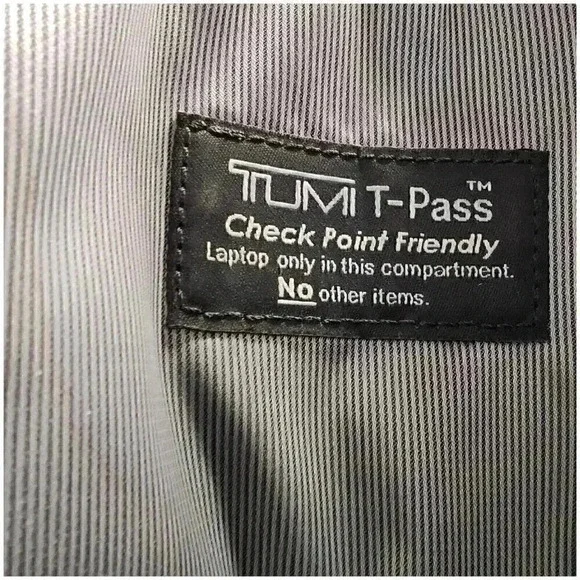 TUMI T-Pass™
Check Point Friendly
Laptop only in this compartment.
No other items.